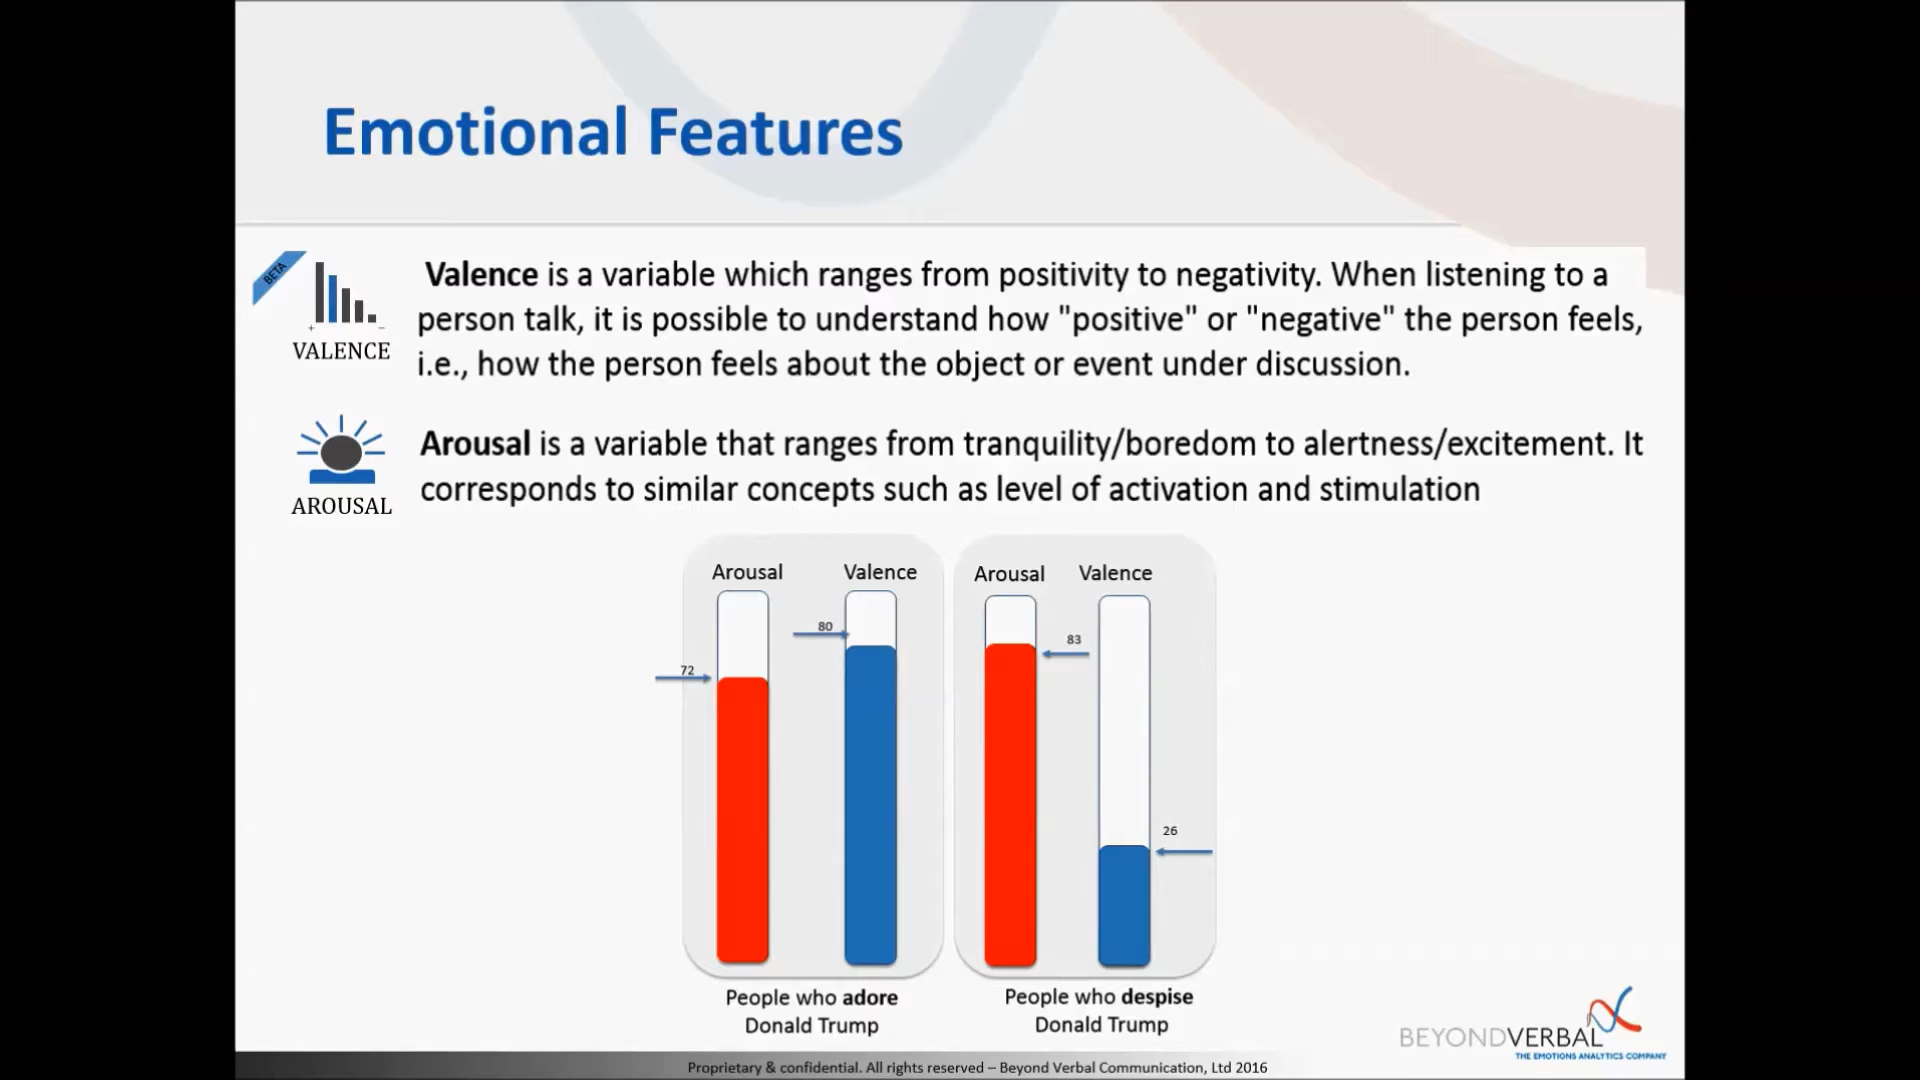 Emotional Features
BETA
+ –
VALENCE
Valence is a variable which ranges from positivity to negativity. When listening to a
person talk, it is possible to understand how "positive" or "negative" the person feels,
i.e., how the person feels about the object or event under discussion.
AROUSAL
Arousal is a variable that ranges from tranquility/boredom to alertness/excitement. It
corresponds to similar concepts such as level of activation and stimulation
Arousal Valence
72
80
People who adore
Donald Trump
Arousal Valence
83
26
People who despise
Donald Trump
BEYONDVERBAL
THE EMOTIONS ANALYTICS COMPANY
Proprietary & confidential. All rights reserved – Beyond Verbal Communication, Ltd 2016